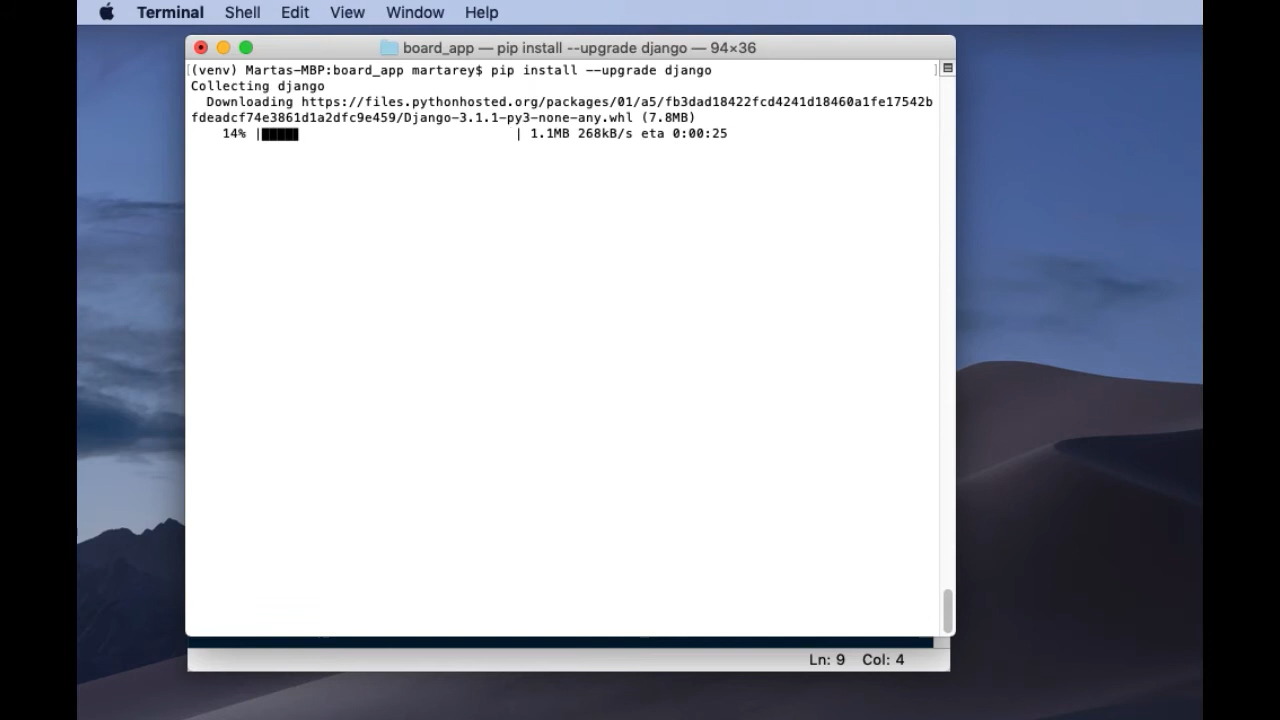 Terminal Shell Edit View Window Help
board_app — pip install --upgrade django — 94×36
[(venv) Martas-MBP:board_app martarey$ pip install --upgrade django ]
Collecting django
Downloading https://files.pythonhosted.org/packages/01/a5/fb3dad18422fcd4241d18460a1fe17542b
fdeadcf74e3861d1a2dfc9e459/Django-3.1.1-py3-none-any.whl (7.8MB)
14% |█████ | 1.1MB 268kB/s eta 0:00:25
Ln: 9 Col: 4